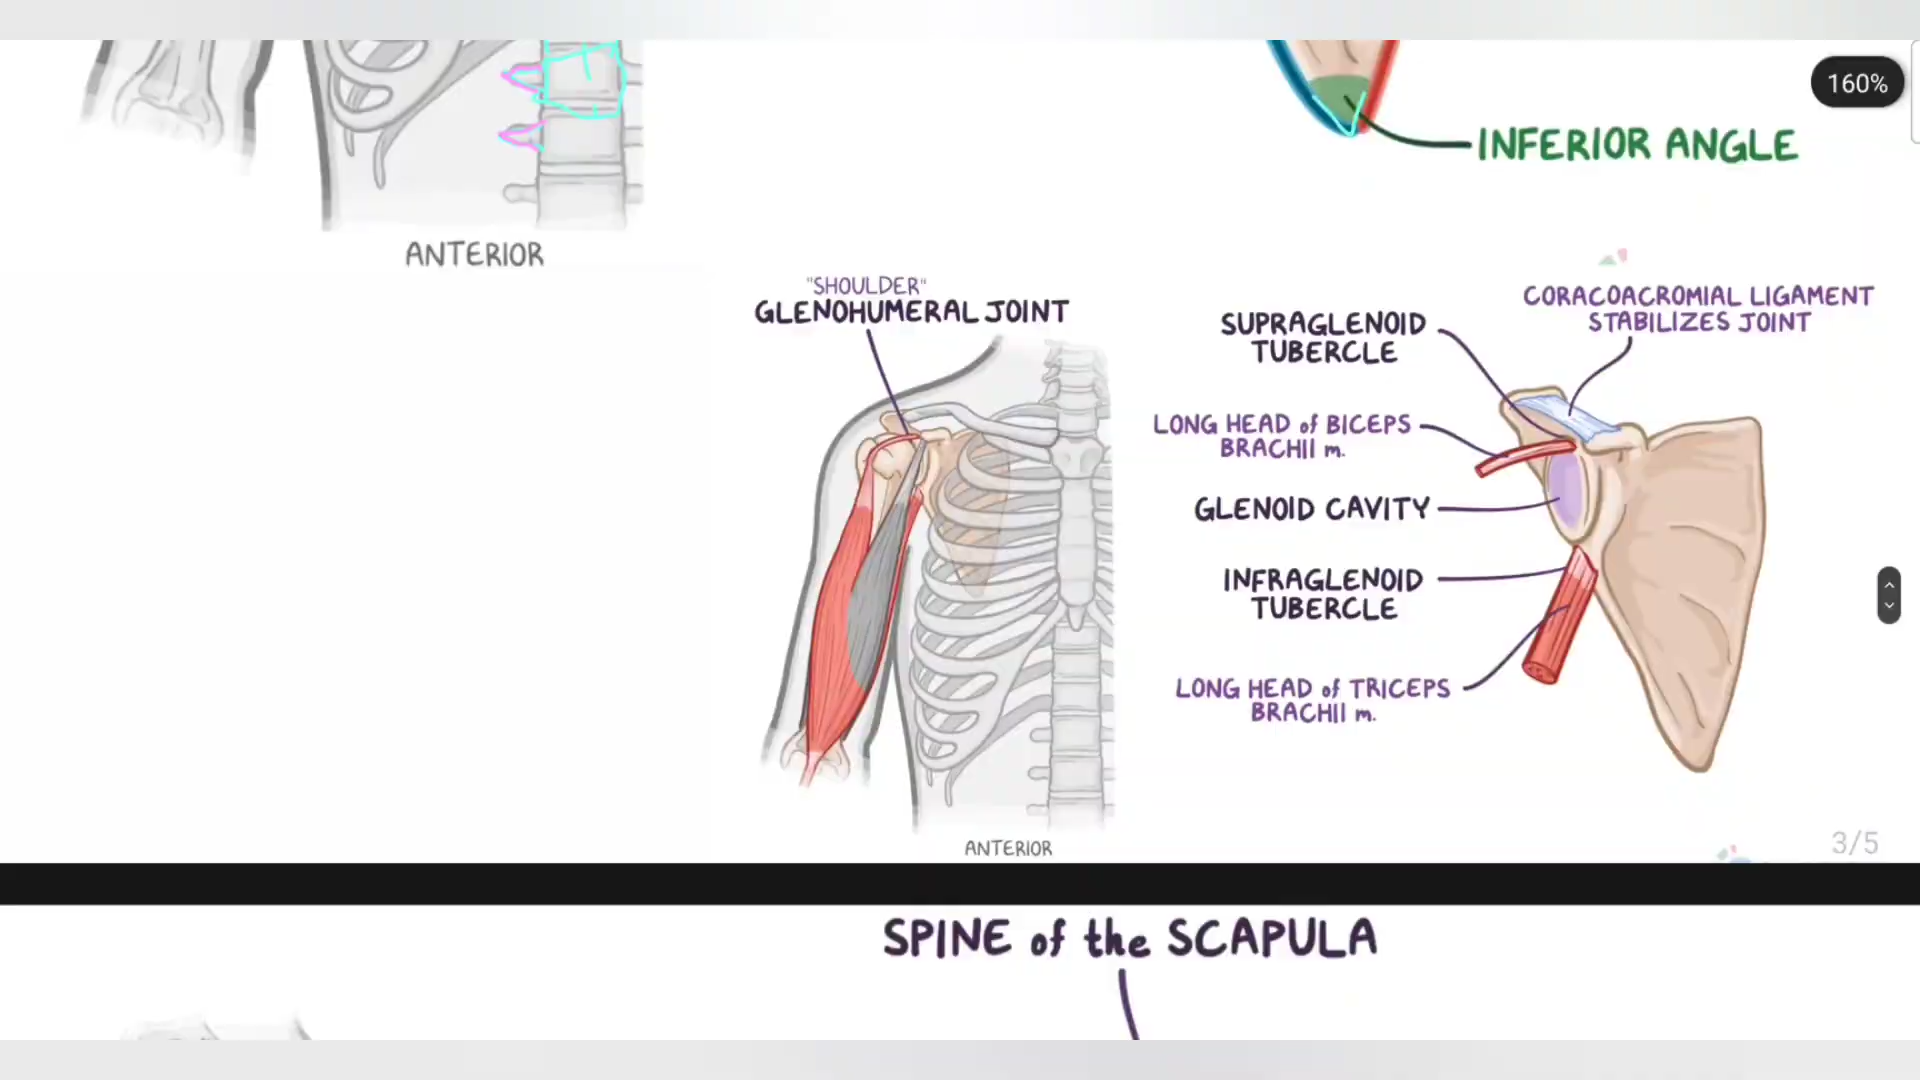 160%
INFERIOR ANGLE
ANTERIOR
"SHOULDER"
GLENOHUMERAL JOINT
SUPRAGLENOID
TUBERCLE
CORACOACROMIAL LIGAMENT
STABILIZES JOINT
LONG HEAD of BICEPS
BRACHII m.
GLENOID CAVITY
INFRAGLENOID
TUBERCLE
LONG HEAD of TRICEPS
BRACHII m.
ANTERIOR
3/5
SPINE of the SCAPULA